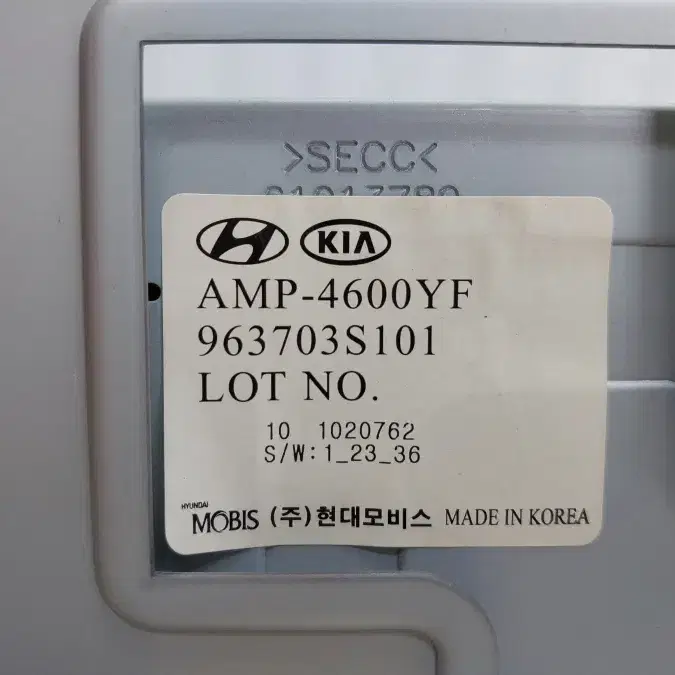 >SECC<
KIA
AMP-4600YF
963703S101
LOT NO.
10 1020762
S/W:1_23_36
HYUNDAI
MOBIS (주)현대모비스 MADE IN KOREA